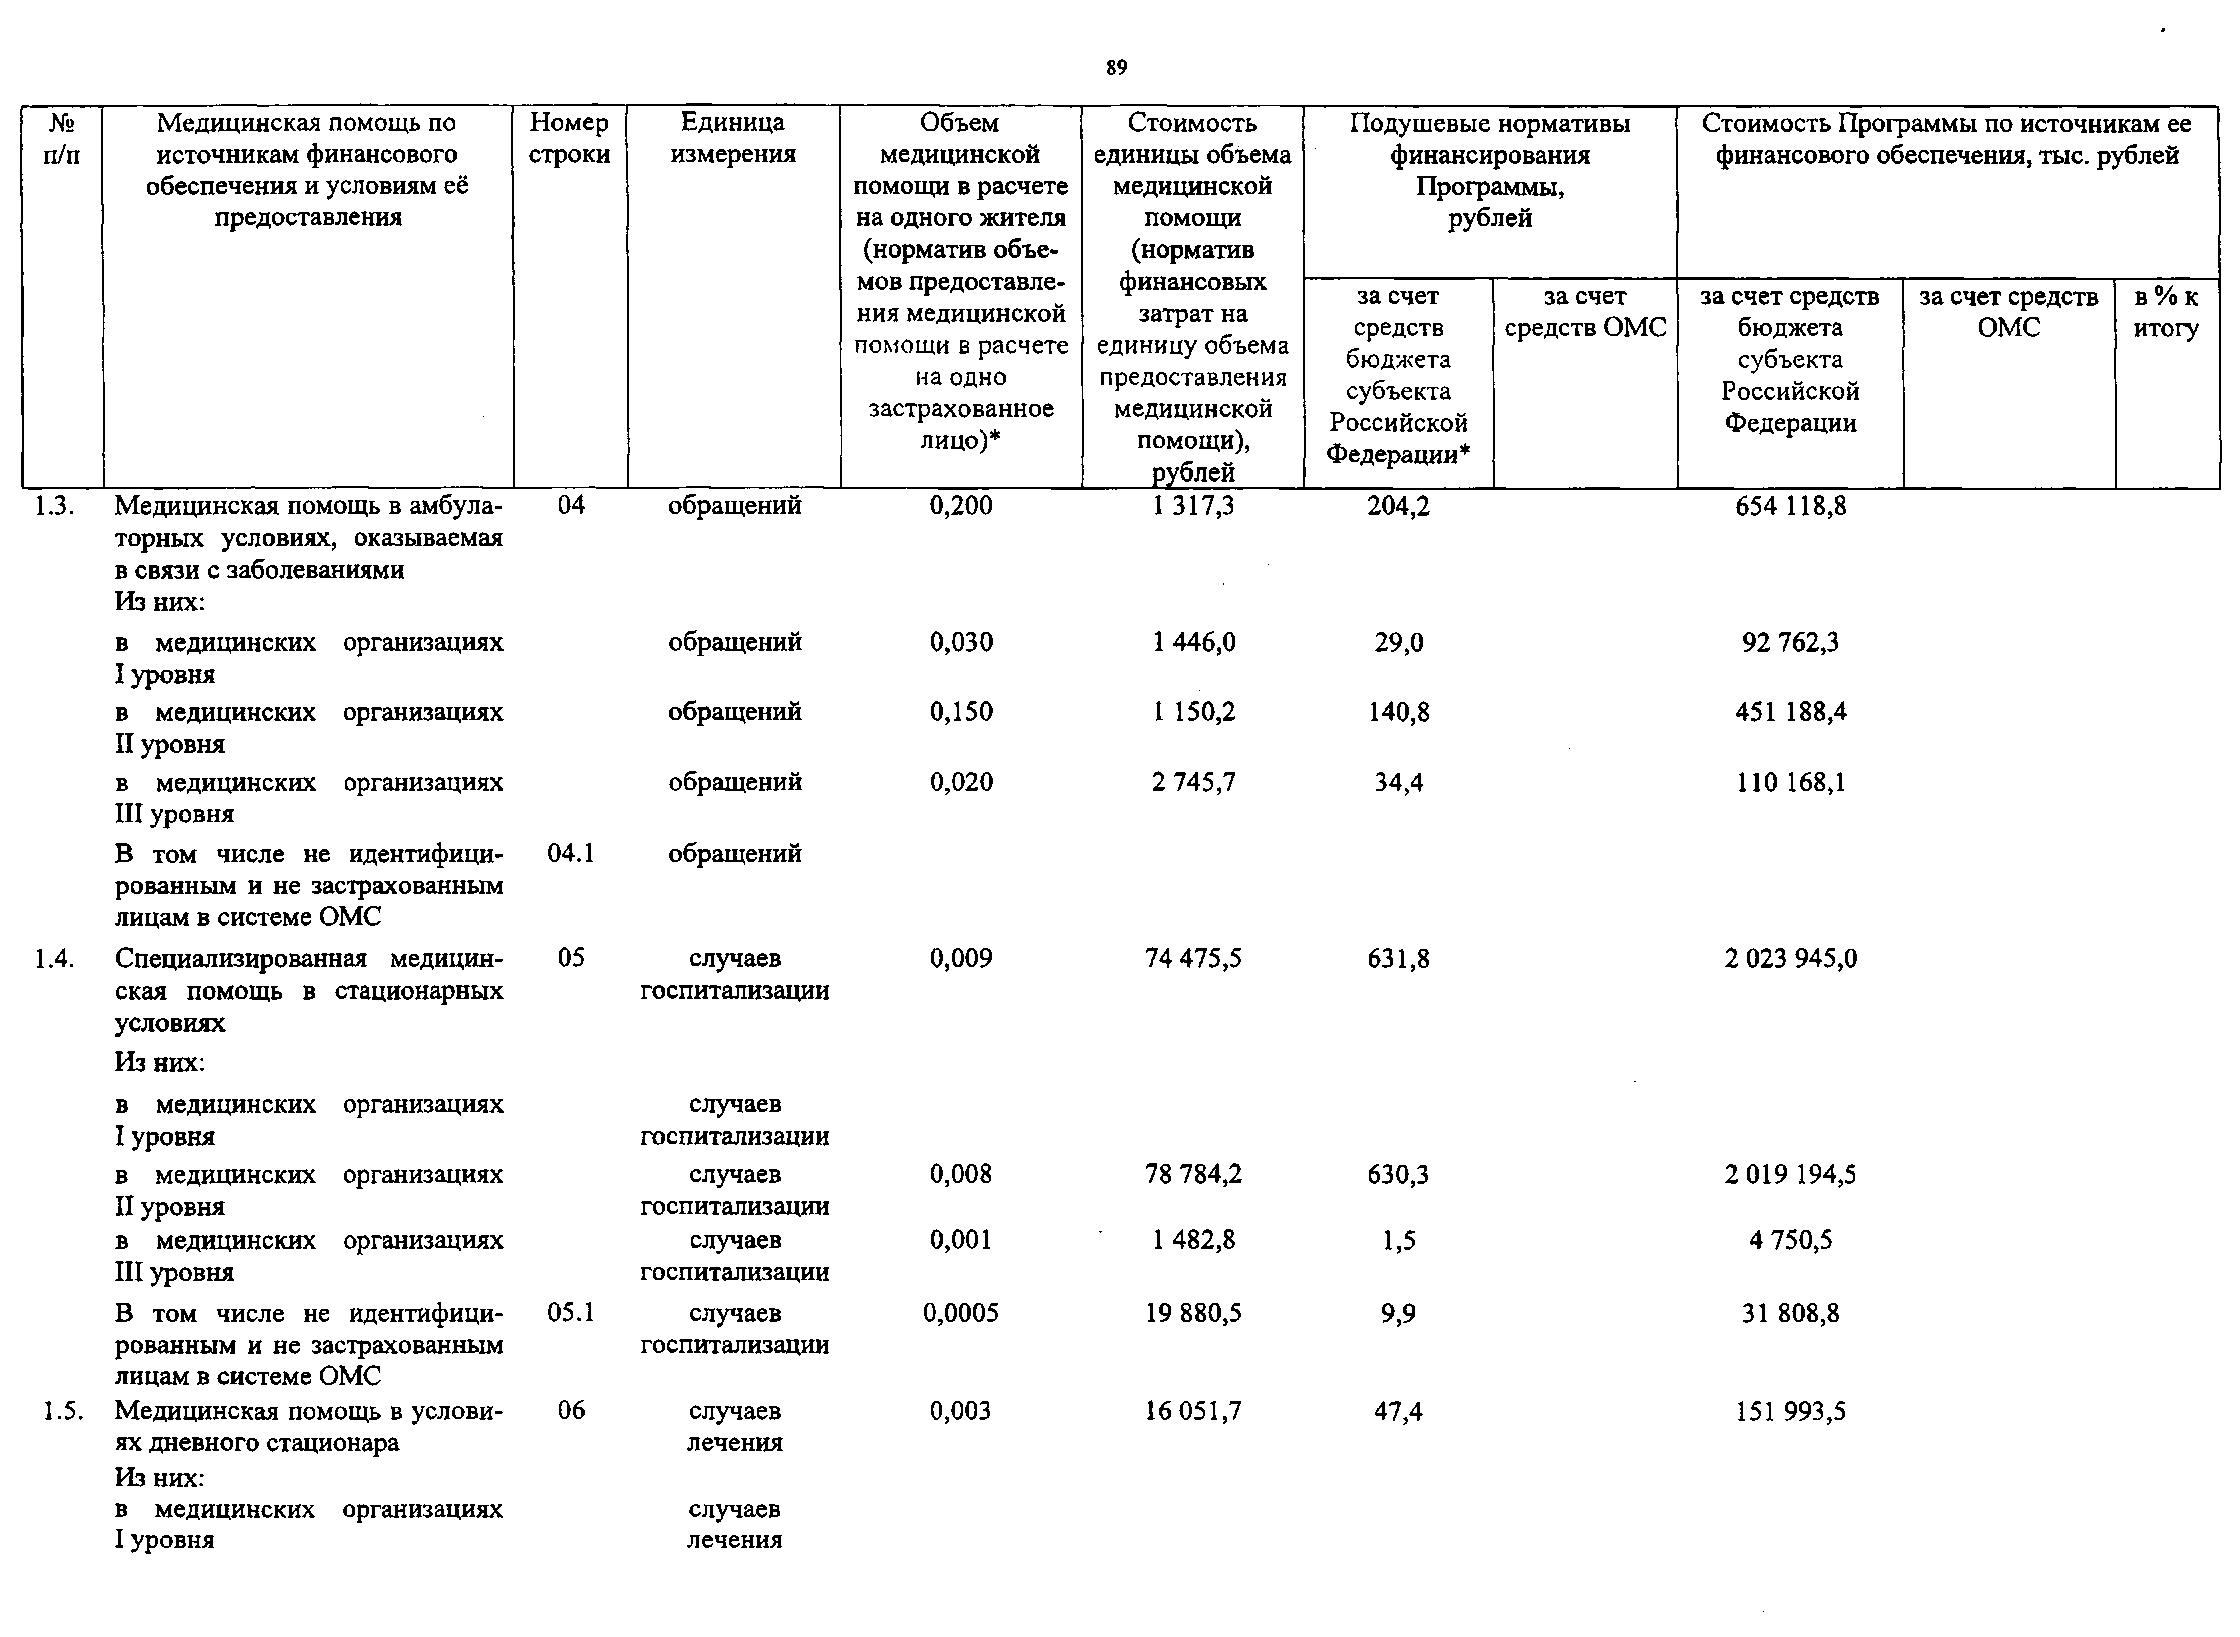 89
№
п/п
Медицинская помощь по
источникам финансового
обеспечения и условиям её
предоставления
Номер
строки
Единица
измерения
Объем
медицинской
помощи в расчете
на одного жителя
(норматив объе-
мов предоставле-
ния медицинской
помощи в расчете
на одно
застрахованное
лицо)*
Стоимость
единицы объема
медицинской
помощи
(норматив
финансовых
затрат на
единицу объема
предоставления
медицинской
помощи),
рублей
Подушевые нормативы
финансирования
Программы,
рублей
Стоимость Программы по источникам ее
финансового обеспечения, тыс. рублей
за счет
средств
бюджета
субъекта
Российской
Федерации*
за счет
средств ОМС
за счет средств
бюджета
субъекта
Российской
Федерации
за счет средств
ОМС
в % к
итогу
1.3. Медицинская помощь в амбула- 04 обращений 0,200 1 317,3 204,2 654 118,8
торных условиях, оказываемая
в связи с заболеваниями
Из них:
в медицинских организациях обращений 0,030 1 446,0 29,0 92 762,3
I уровня
в медицинских организациях обращений 0,150 1 150,2 140,8 451 188,4
II уровня
в медицинских организациях обращений 0,020 2 745,7 34,4 110 168,1
III уровня
В том числе не идентифици- 04.1 обращений
рованным и не застрахованным
лицам в системе ОМС
1.4. Специализированная медицин- 05 случаев 0,009 74 475,5 631,8 2 023 945,0
ская помощь в стационарных госпитализации
условиях
Из них:
в медицинских организациях случаев
I уровня госпитализации
в медицинских организациях случаев 0,008 78 784,2 630,3 2 019 194,5
II уровня госпитализации
в медицинских организациях случаев 0,001 1 482,8 1,5 4 750,5
III уровня госпитализации
В том числе не идентифици- 05.1 случаев 0,0005 19 880,5 9,9 31 808,8
рованным и не застрахованным госпитализации
лицам в системе ОМС
1.5. Медицинская помощь в услови- 06 случаев 0,003 16 051,7 47,4 151 993,5
ях дневного стационара лечения
Из них:
в медицинских организациях случаев
I уровня лечения